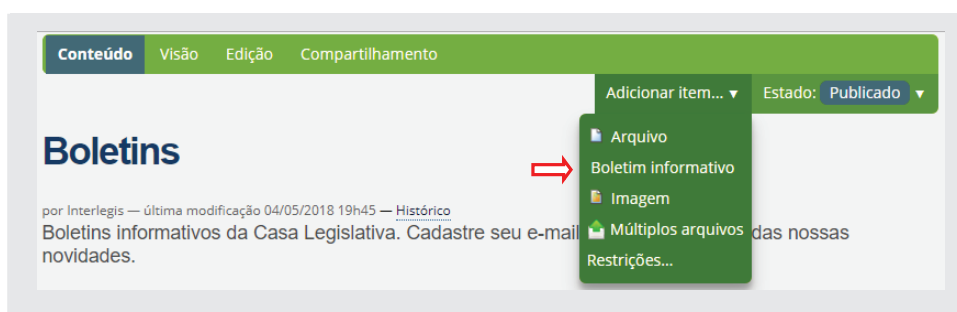 Conteúdo Visão Edição Compartilhamento
Adicionar item... ▾ Estado: Publicado ▾
Arquivo
Boletim informativo
Imagem
Múltiplos arquivos
Restrições...
Boletins
por Interlegis — última modificação 04/05/2018 19h45 — Histórico
Boletins informativos da Casa Legislativa. Cadastre seu e-mail das nossas
novidades.